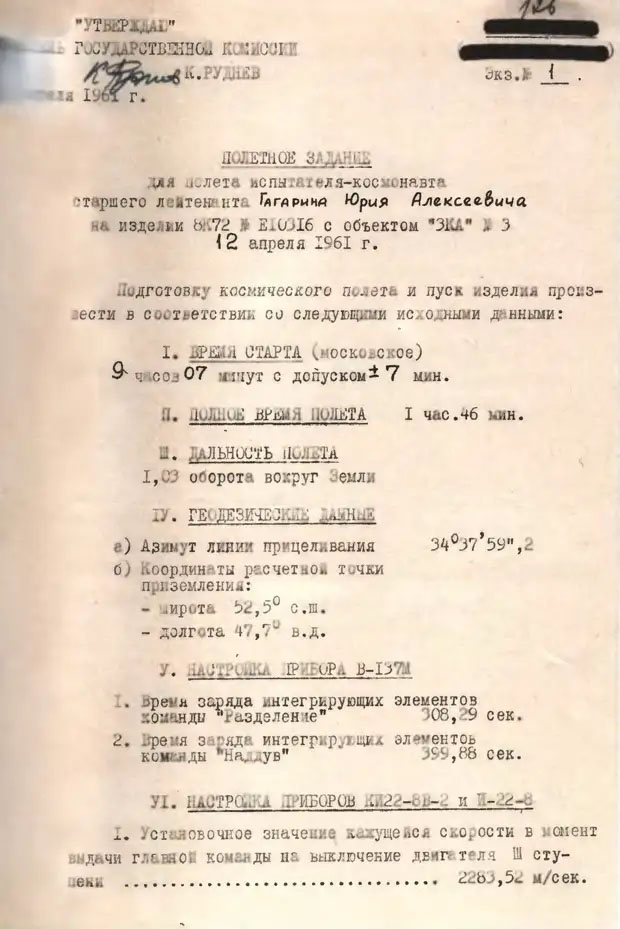 "УТВЕРЖДАЮ"
ГОСУДАРСТВЕННОЙ КОМИССИИ
К.РУДНЕВ
1961 г.
126
Экз.№ 1.
ПОЛЕТНОЕ ЗАДАНИЕ
для полета испытателя-космонавта
старшего лейтенанта Гагарина Юрия Алексеевича
на изделии 8К72 № Е10316 с объектом "ЗКА" № 3
12 апреля 1961 г.
Подготовку космического полета и пуск изделия произ-
вести в соответствии со следующими исходными данными:
I. ВРЕМЯ СТАРТА (московское)
9 часов 07 минут с допуском ± 7 мин.
П. ПОЛНОЕ ВРЕМЯ ПОЛЕТА I час.46 мин.
Ш. ДАЛЬНОСТЬ ПОЛЕТА
I,03 оборота вокруг Земли
IУ. ГЕОДЕЗИЧЕСКИЕ ДАННЫЕ
а) Азимут линии прицеливания 34°37'59",2
б) Координаты расчетной точки
приземления:
- широта 52,5° с.ш.
- долгота 47,7° в.д.
У. НАСТРОЙКА ПРИБОРА В-137М
I. Время заряда интегрирующих элементов
команды "Разделение" 308,29 сек.
2. Время заряда интегрирующих элементов
команды "Наддув" 399,88 сек.
УI. НАСТРОЙКА ПРИБОРОВ КИ22-8В-2 и И-22-8
I. Установочное значение кажущейся скорости в момент
выдачи главной команды на выключение двигателя Ш сту-
пени ................................ 2283,52 м/сек.